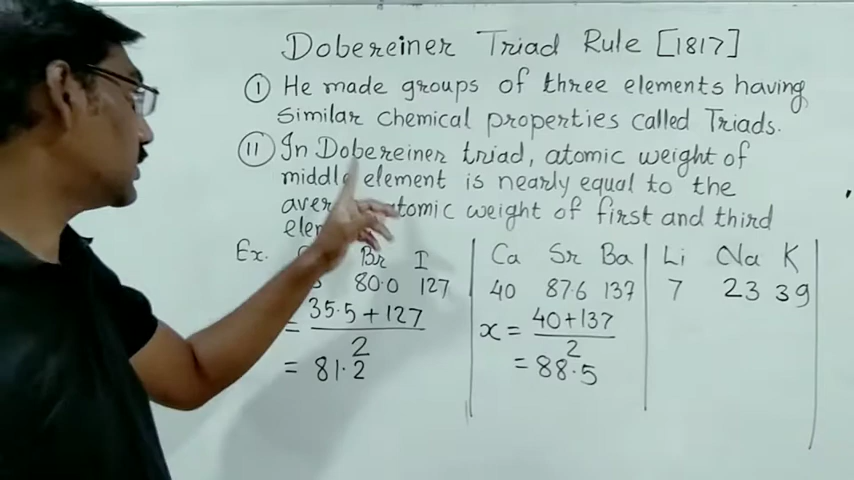 Dobereiner Triad Rule [1817]
I He made groups of three elements having
similar chemical properties called Triads.
II In Dobereiner triad, atomic weight of
middle element is nearly equal to the
atomic weight of first and third
Ex. Br I Ca Sr Ba Li Na K
80.0 127 40 87.6 137 7 23 39
= 35.5 + 127 / 2 x = 40+137 / 2
= 81.2 = 88.5